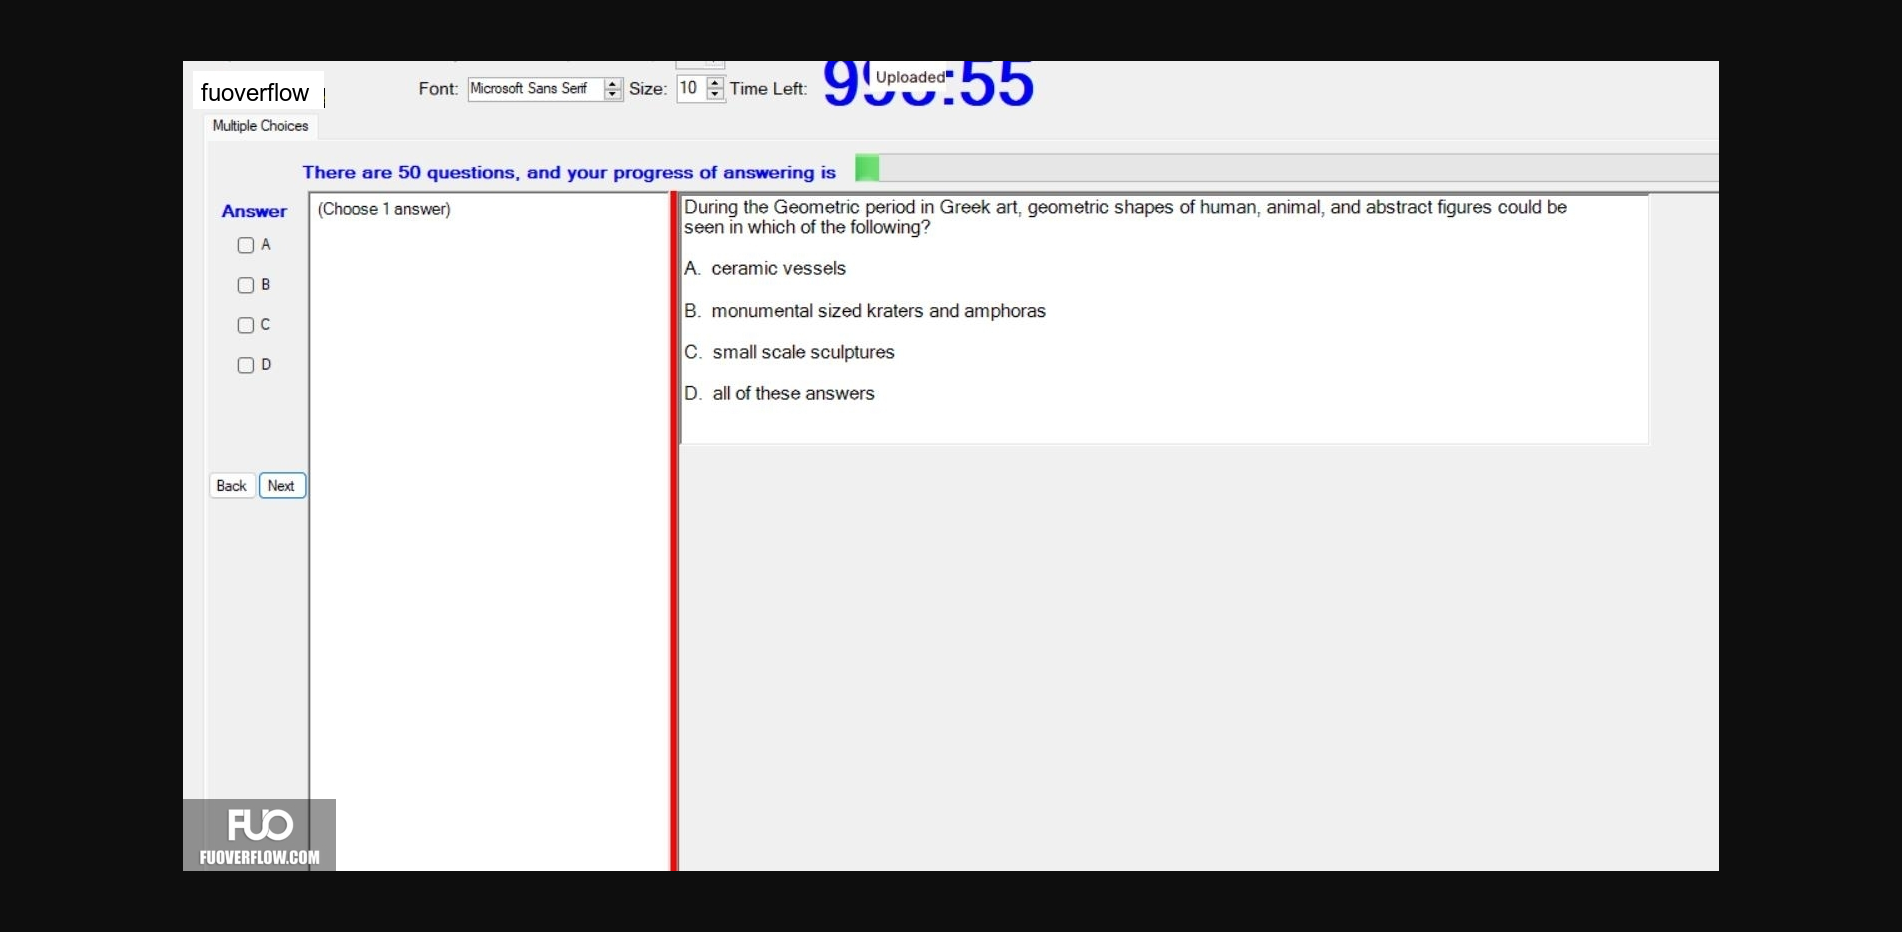 fuoverflow
Font: Microsoft Sans Serif Size: 10 Time Left: Uploaded :55
Multiple Choices
There are 50 questions, and your progress of answering is
Answer
(Choose 1 answer)
A
B
C
D
Back Next
During the Geometric period in Greek art, geometric shapes of human, animal, and abstract figures could be
seen in which of the following?
A. ceramic vessels
B. monumental sized kraters and amphoras
C. small scale sculptures
D. all of these answers
FUO
FUOVERFLOW.COM